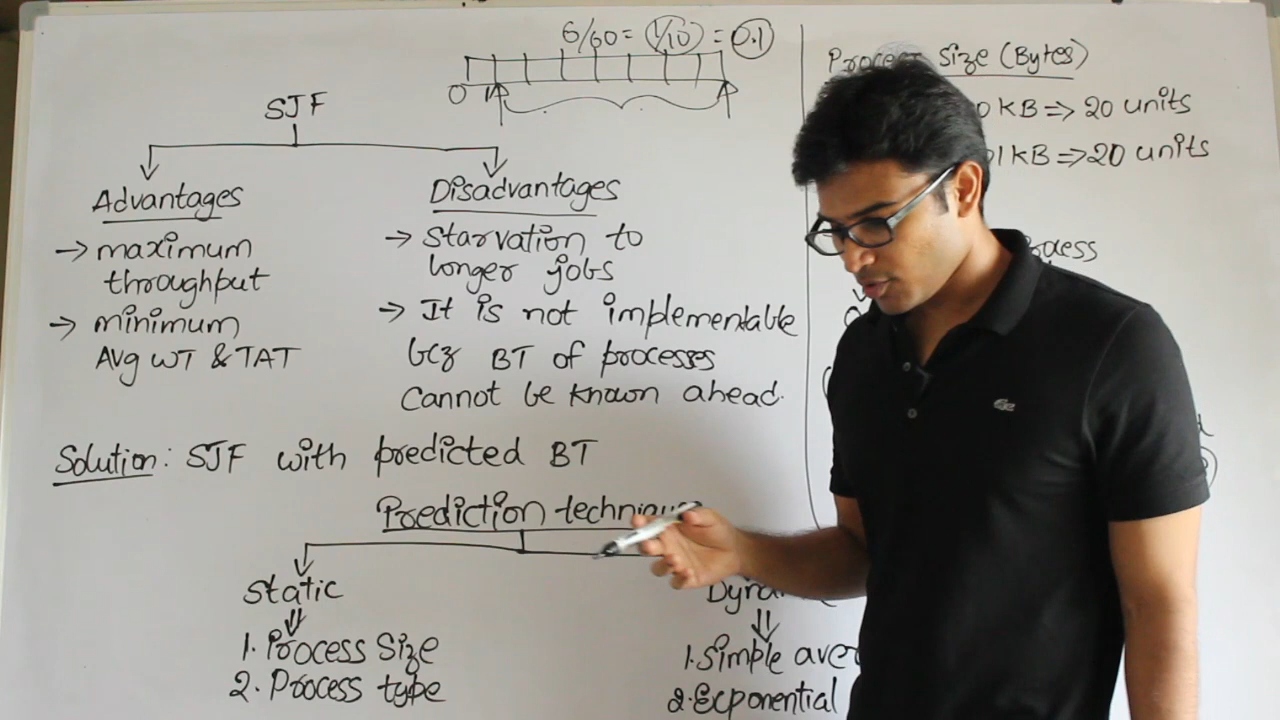 6/60 = 1/10 = 0.1
0
SJF
Advantages
→ maximum
throughput
→ minimum
Avg WT & TAT
Disadvantages
→ Starvation to
longer jobs
→ It is not implementable
bcz BT of processes
cannot be known ahead.
Solution: SJF with predicted BT
Prediction
Static
1. Process Size
2. Process type
1. Simple
2. Exponential
Process Size (Bytes)
KB => 20 units
KB => 20 units